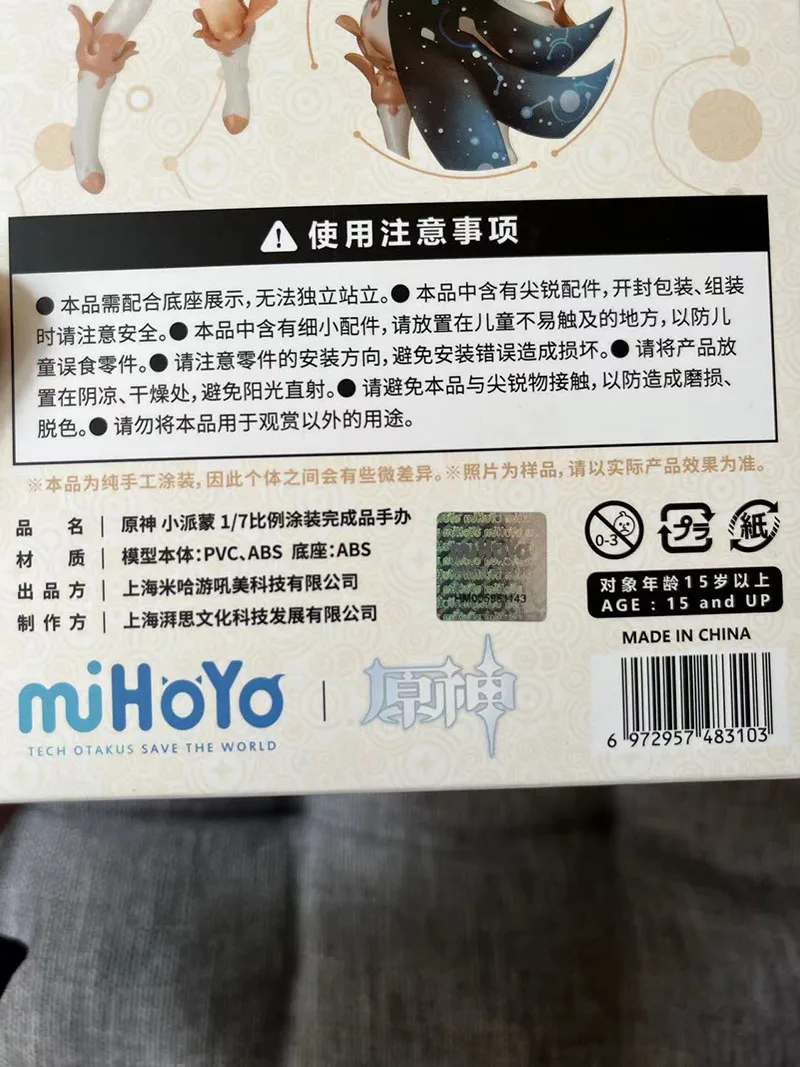 使用注意事项
● 本品需配合底座展示,无法独立站立。● 本品中含有尖锐配件,开封包装、组装
时请注意安全。● 本品中含有细小配件,请放置在儿童不易触及的地方,以防儿
童误食零件。● 请注意零件的安装方向,避免安装错误造成损坏。● 请将产品放
置在阴凉、干燥处,避免阳光直射。● 请避免本品与尖锐物接触,以防造成磨损、
脱色。● 请勿将本品用于观赏以外的用途。
※本品为纯手工涂装,因此个体之间会有些微差异。※照片为样品,请以实际产品效果为准。
品 名 | 原神 小派蒙 1/7比例涂装完成品手办
材 质 | 模型本体:PVC、ABS 底座:ABS
出品方 | 上海米哈游吼美科技有限公司
制作方 | 上海湃思文化科技发展有限公司
miHoYo
0-3
プラ
紙
对象年龄15岁以上
AGE : 15 and UP
MADE IN CHINA
miHoYo | 原神
TECH OTAKUS SAVE THE WORLD
6 972957 483103